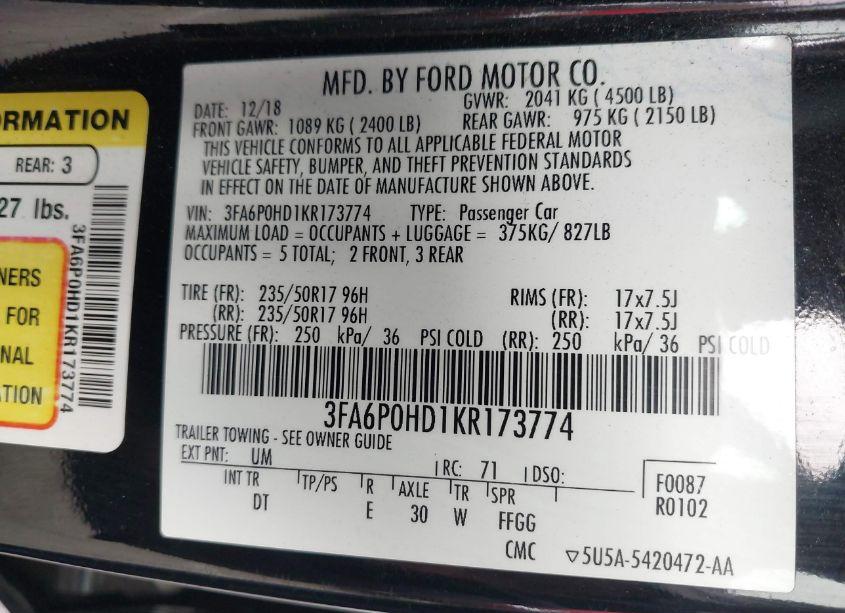 ORMATION
REAR: 3
27 lbs.
3FA6P0HD1KR173774
NERS
FOR
NAL
ATION
MFD. BY FORD MOTOR CO.
DATE: 12/18 GVWR: 2041 KG ( 4500 LB)
FRONT GAWR: 1089 KG ( 2400 LB) REAR GAWR: 975 KG ( 2150 LB)
THIS VEHICLE CONFORMS TO ALL APPLICABLE FEDERAL MOTOR
VEHICLE SAFETY, BUMPER, AND THEFT PREVENTION STANDARDS
IN EFFECT ON THE DATE OF MANUFACTURE SHOWN ABOVE.
VIN: 3FA6P0HD1KR173774 TYPE: Passenger Car
MAXIMUM LOAD = OCCUPANTS + LUGGAGE = 375KG/ 827LB
OCCUPANTS = 5 TOTAL; 2 FRONT, 3 REAR
TIRE (FR): 235/50R17 96H RIMS (FR): 17x7.5J
(RR): 235/50R17 96H (RR): 17x7.5J
PRESSURE (FR): 250 kPa/ 36 PSI COLD (RR): 250 kPa/ 36 PSI COLD
3FA6P0HD1KR173774
TRAILER TOWING - SEE OWNER GUIDE
EXT PNT: UM RC: 71 DSO:
INT TR TP/PS R AXLE TR SPR
DT E 30 W FFGG
F0087
R0102
CMC ▽5U5A-5420472-AA